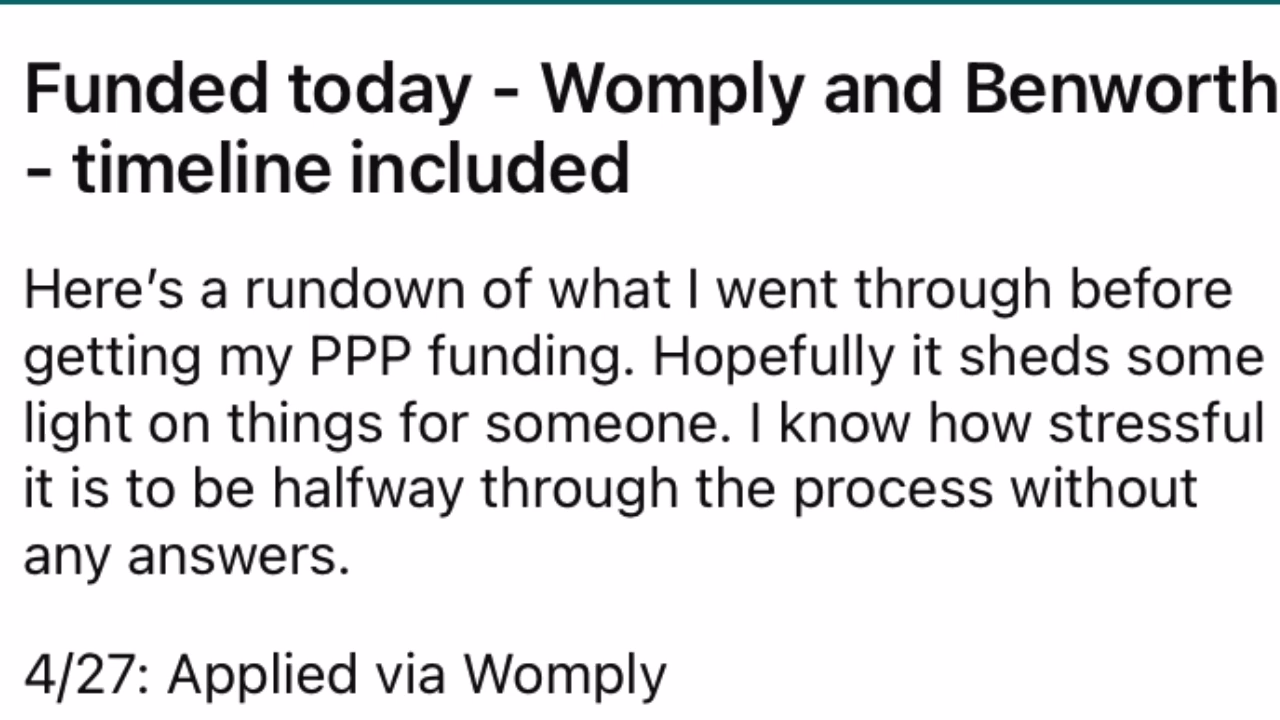 Funded today - Womply and Benworth
- timeline included
Here’s a rundown of what I went through before
getting my PPP funding. Hopefully it sheds some
light on things for someone. I know how stressful
it is to be halfway through the process without
any answers.
4/27: Applied via Womply